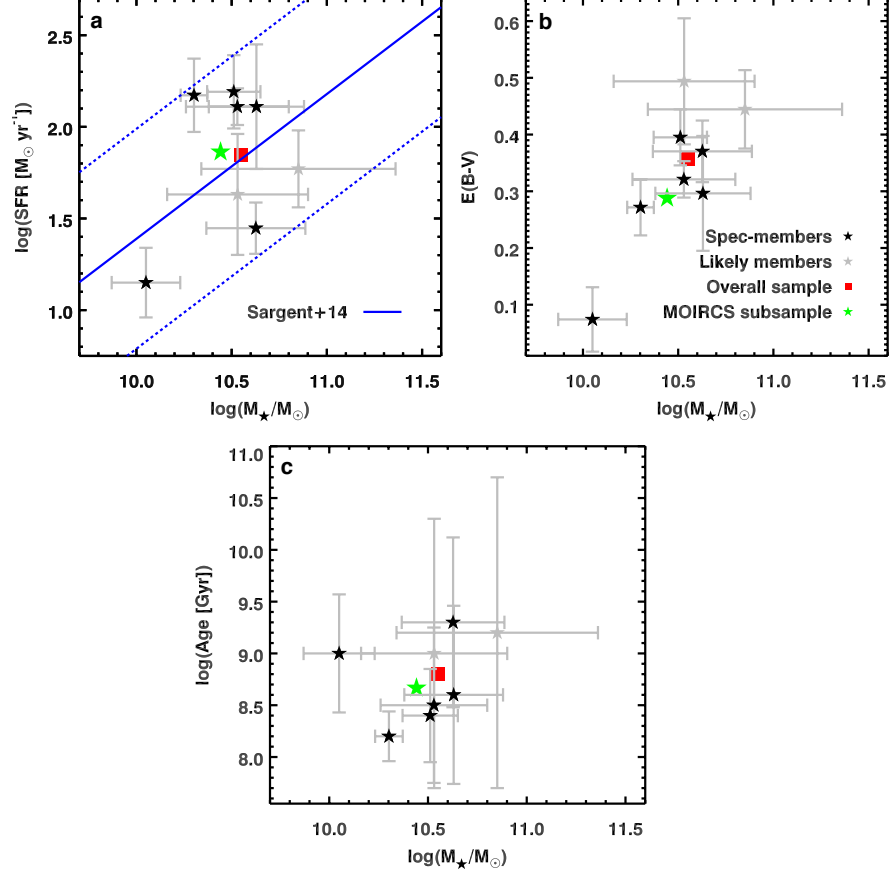 a
2.5
2.0
1.5
1.0
log(SFR [M☉ yr⁻¹])
Sargent+14
10.0 10.5 11.0 11.5
log(M★/M☉)
b
0.6
0.5
0.4
0.3
0.2
0.1
E(B-V)
Spec-members
Likely members
Overall sample
MOIRCS subsample
10.0 10.5 11.0 11.5
log(M★/M☉)
c
11.0
10.5
10.0
9.5
9.0
8.5
8.0
log(Age [Gyr])
10.0 10.5 11.0 11.5
log(M★/M☉)